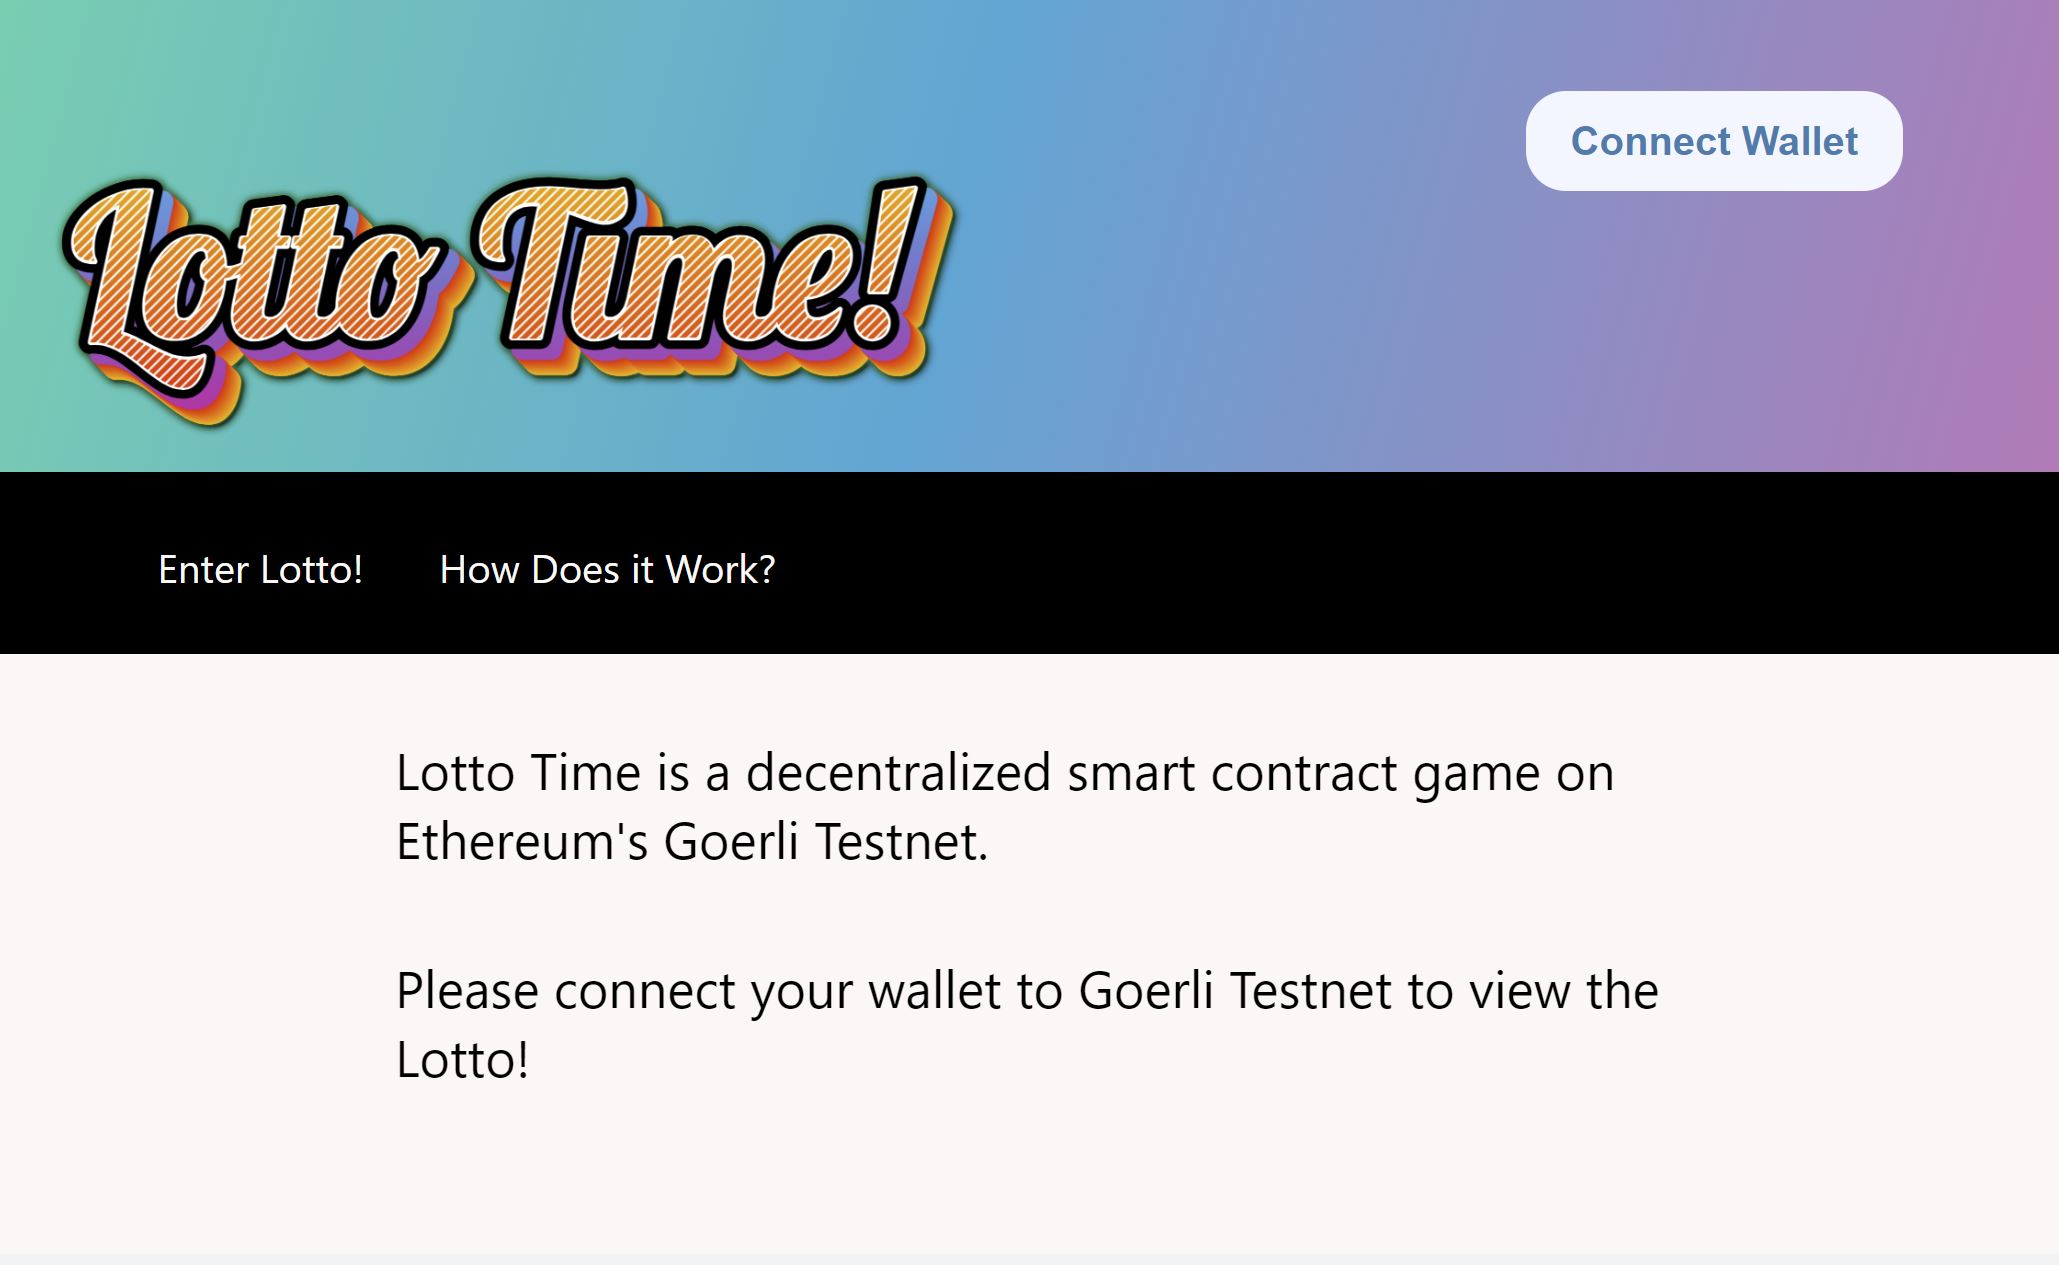 Connect Wallet
Lotto Time!
Enter Lotto!
How Does it Work?
Lotto Time is a decentralized smart contract game on
Ethereum's Goerli Testnet.
Please connect your wallet to Goerli Testnet to view the
Lotto!